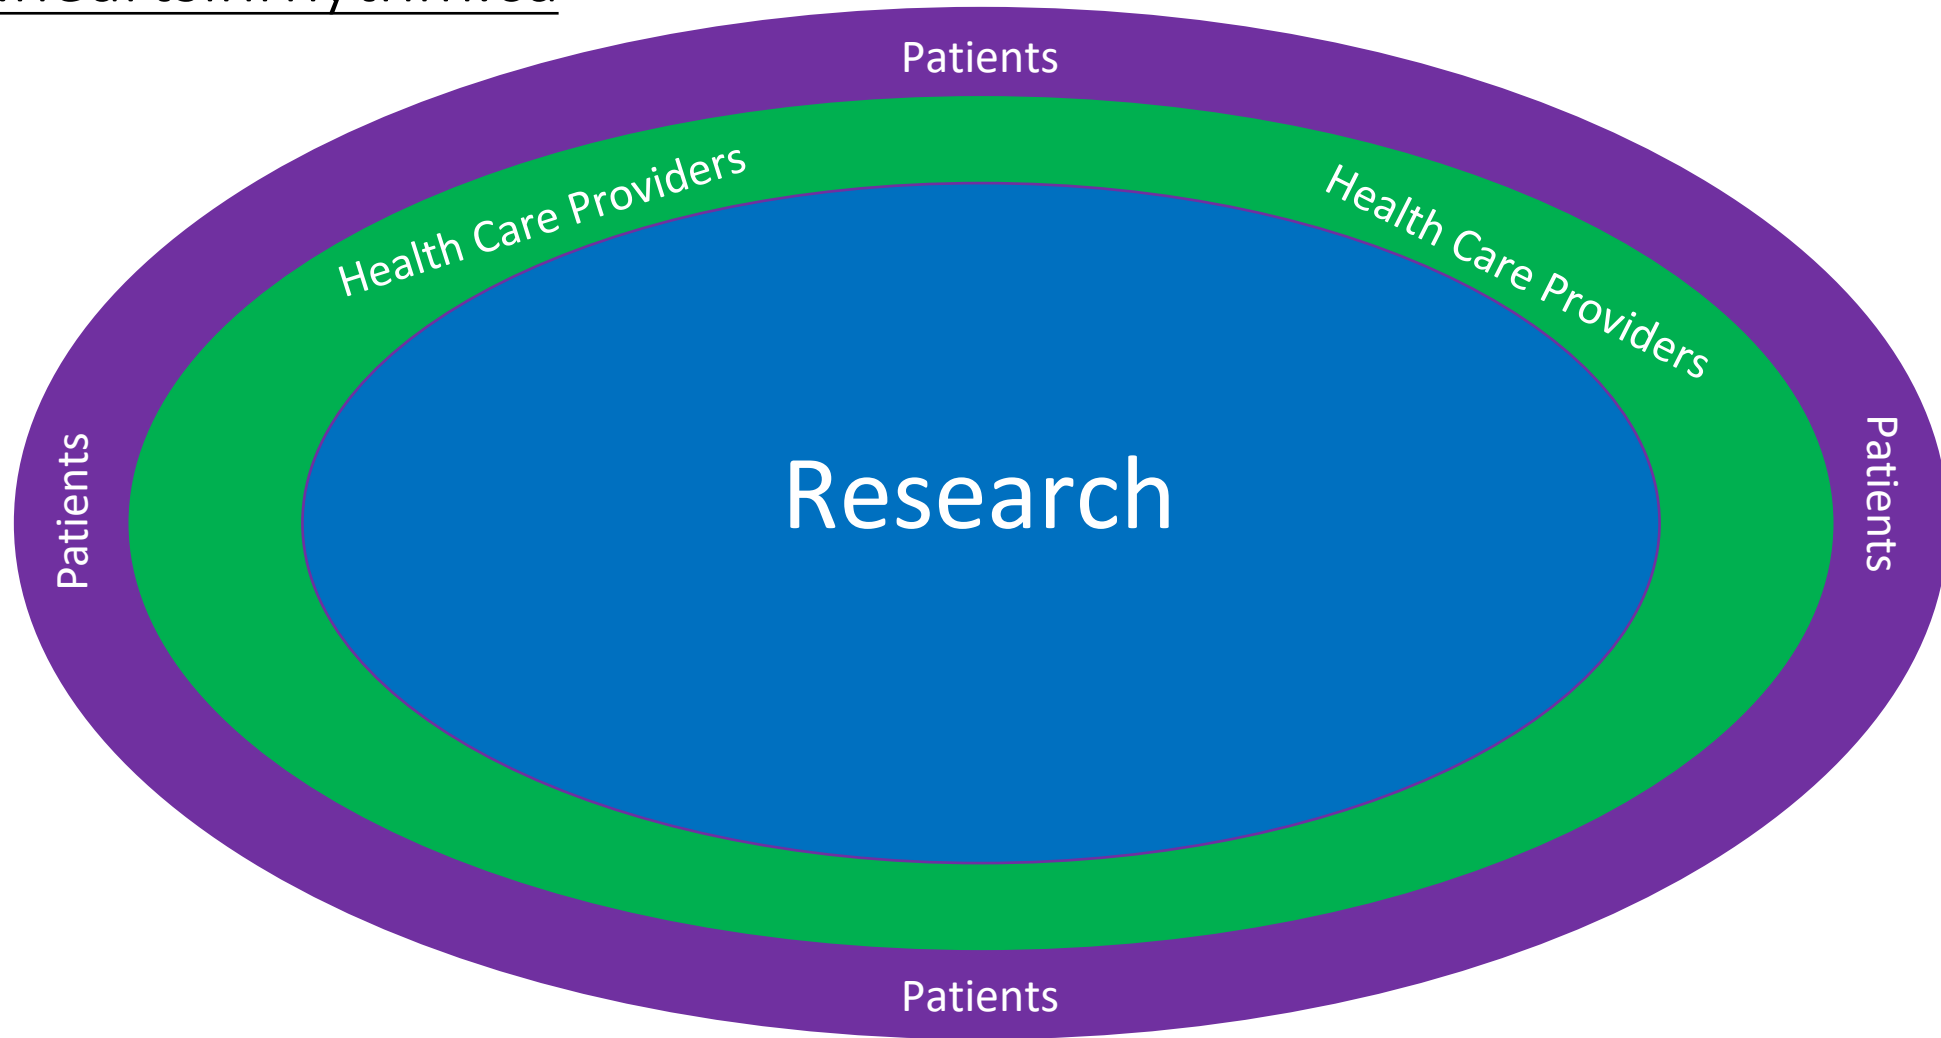 Patients
Health Care Providers
Health Care Providers
Research
Patients
Patients
Patients